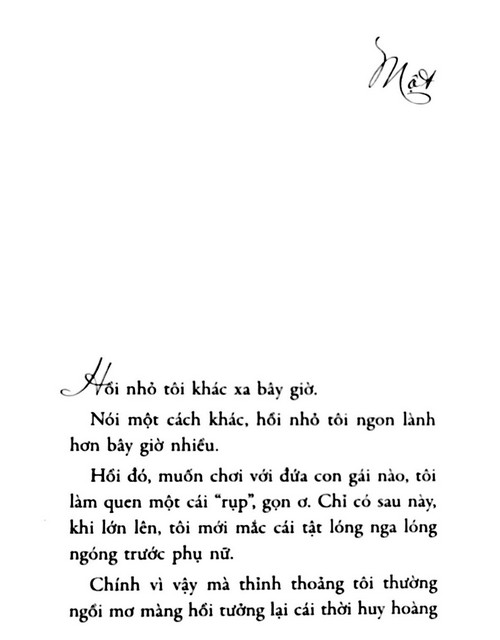 Một
Hồi nhỏ tôi khác xa bây giờ.
Nói một cách khác, hồi nhỏ tôi ngon lành
hơn bây giờ nhiều.
Hồi đó, muốn chơi với đứa con gái nào, tôi
làm quen một cái “rụp”, gọn ơ. Chỉ có sau này,
khi lớn lên, tôi mới mắc cái tật lóng nga lóng
ngóng trước phụ nữ.
Chính vì vậy mà thỉnh thoảng tôi thường
ngồi mơ màng hồi tưởng lại cái thời huy hoàng